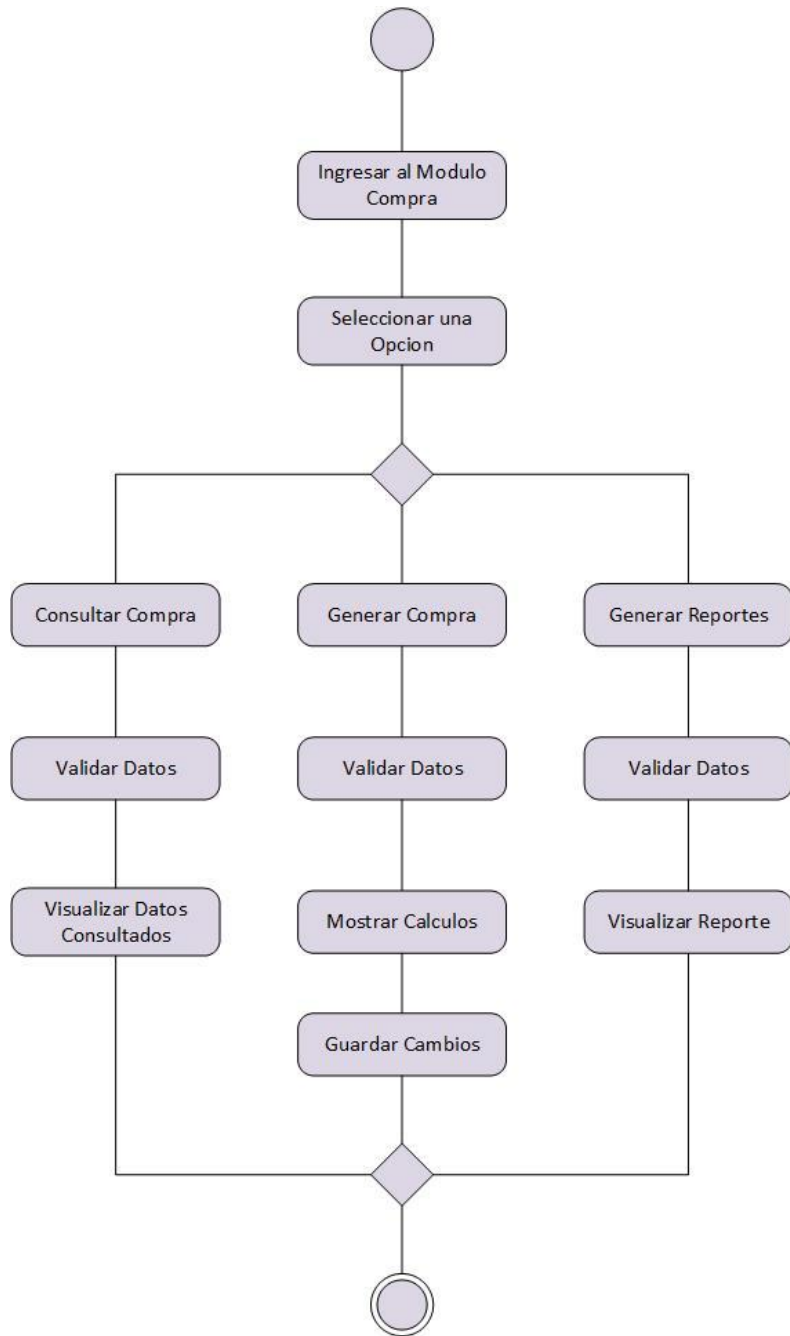 Ingresar al Modulo
Compra
Seleccionar una
Opcion
Consultar Compra
Generar Compra
Generar Reportes
Validar Datos
Validar Datos
Validar Datos
Visualizar Datos
Consultados
Mostrar Calculos
Visualizar Reporte
Guardar Cambios